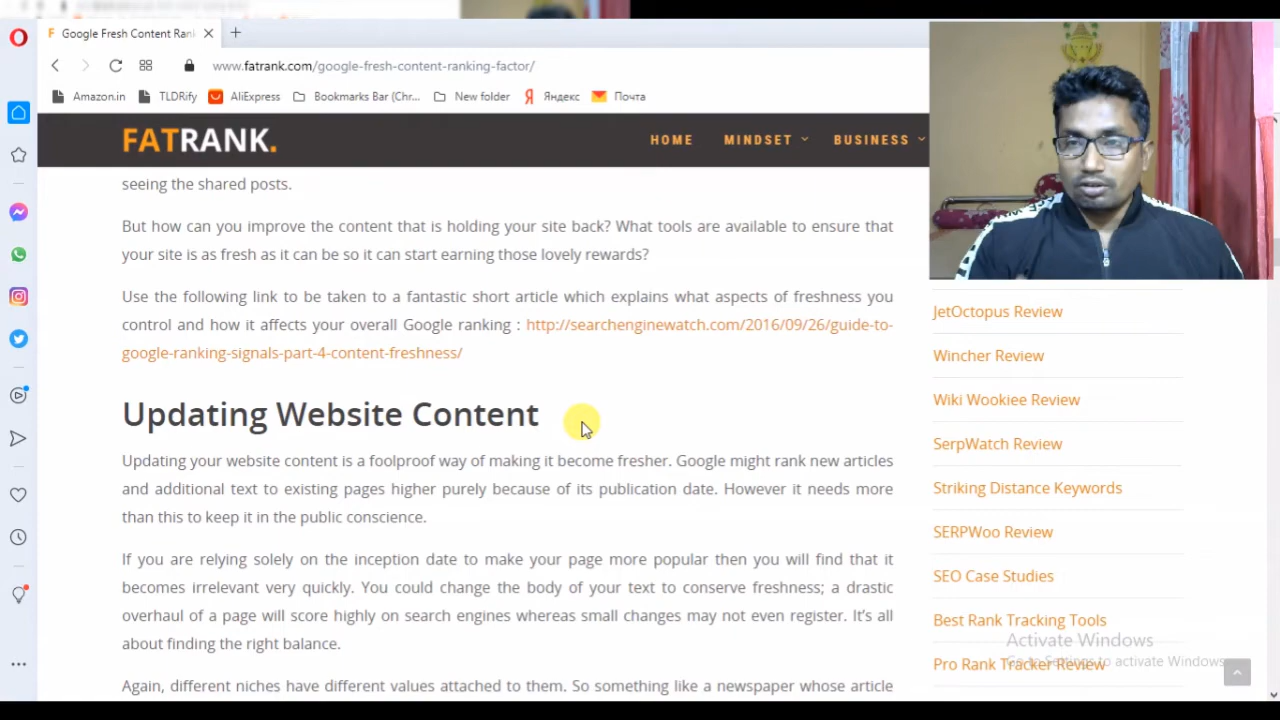 F Google Fresh Content Ran
www.fatrank.com/google-fresh-content-ranking-factor/
Amazon.in TLDRify AliExpress Bookmarks Bar (Chr... New folder Яндекс Почта
FATRANK.
HOME MINDSET BUSINESS
seeing the shared posts.
But how can you improve the content that is holding your site back? What tools are available to ensure that
your site is as fresh as it can be so it can start earning those lovely rewards?
Use the following link to be taken to a fantastic short article which explains what aspects of freshness you
control and how it affects your overall Google ranking : http://searchenginewatch.com/2016/09/26/guide-to-
google-ranking-signals-part-4-content-freshness/
Updating Website Content
Updating your website content is a foolproof way of making it become fresher. Google might rank new articles
and additional text to existing pages higher purely because of its publication date. However it needs more
than this to keep it in the public conscience.
If you are relying solely on the inception date to make your page more popular then you will find that it
becomes irrelevant very quickly. You could change the body of your text to conserve freshness; a drastic
overhaul of a page will score highly on search engines whereas small changes may not even register. It's all
about finding the right balance.
Again, different niches have different values attached to them. So something like a newspaper whose article
JetOctopus Review
Wincher Review
Wiki Wookiee Review
SerpWatch Review
Striking Distance Keywords
SERPWoo Review
SEO Case Studies
Best Rank Tracking Tools
Pro Rank Tracker Review
Activate Windows
Go to Settings to activate Windows.